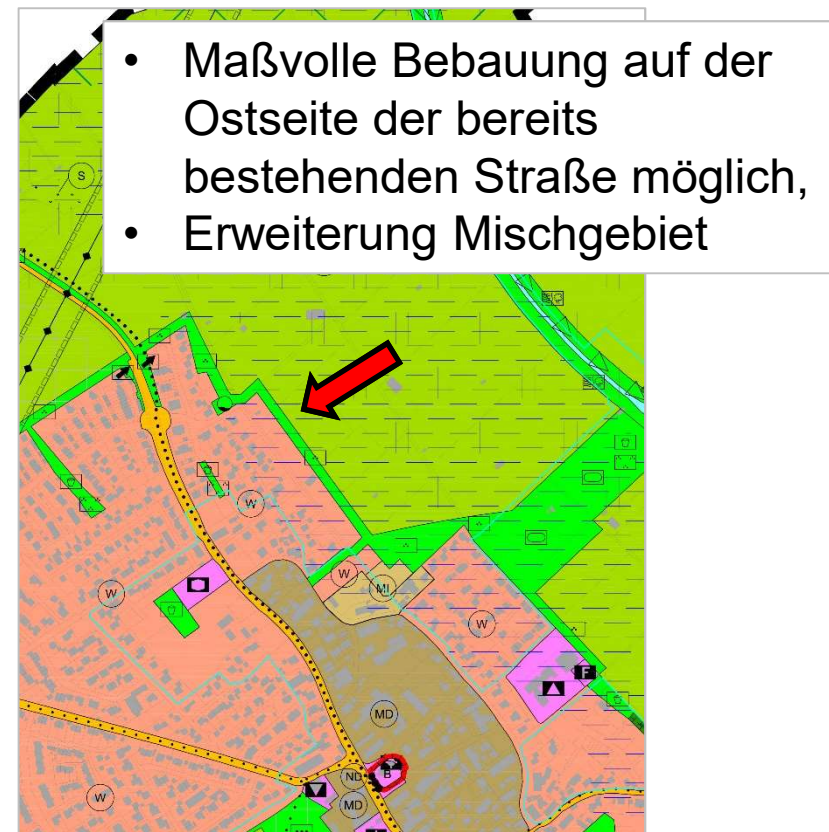 • Maßvolle Bebauung auf der
Ostseite der bereits
bestehenden Straße möglich,
• Erweiterung Mischgebiet
S
W
W
MI
W
W
F
MD
B
ND
MD
W